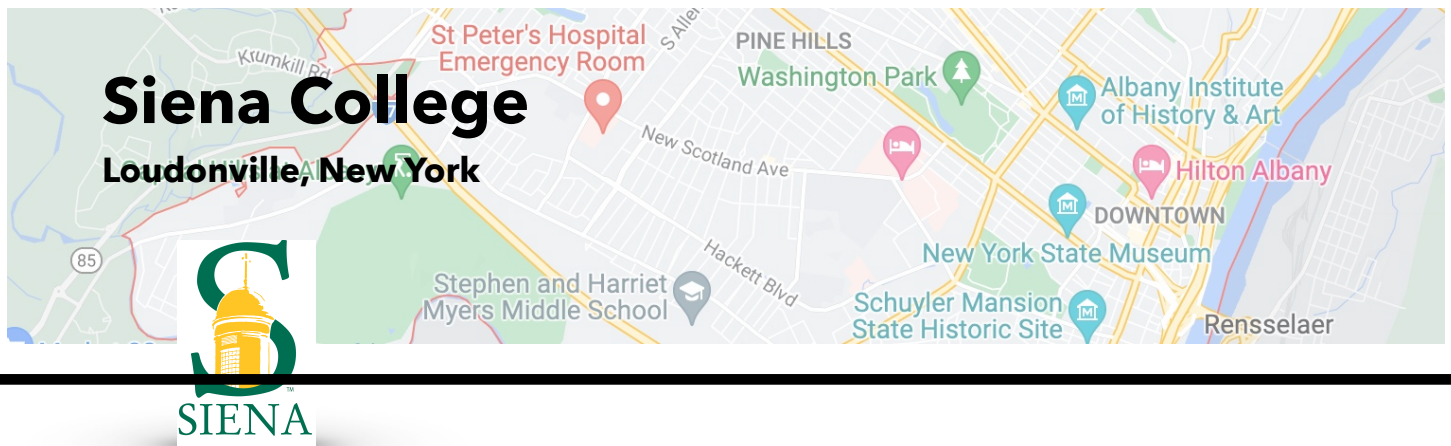 St Peter's Hospital
Emergency Room
S Allen
PINE HILLS
Krumkill Rd
Washington Park
Albany Institute
of History & Art
Siena College
New Scotland Ave
Loudonville, New York
Hilton Albany
DOWNTOWN
85
Hackett Blvd
New York State Museum
Stephen and Harriet
Myers Middle School
Schuyler Mansion
State Historic Site
Rensselaer
TM
SIENA